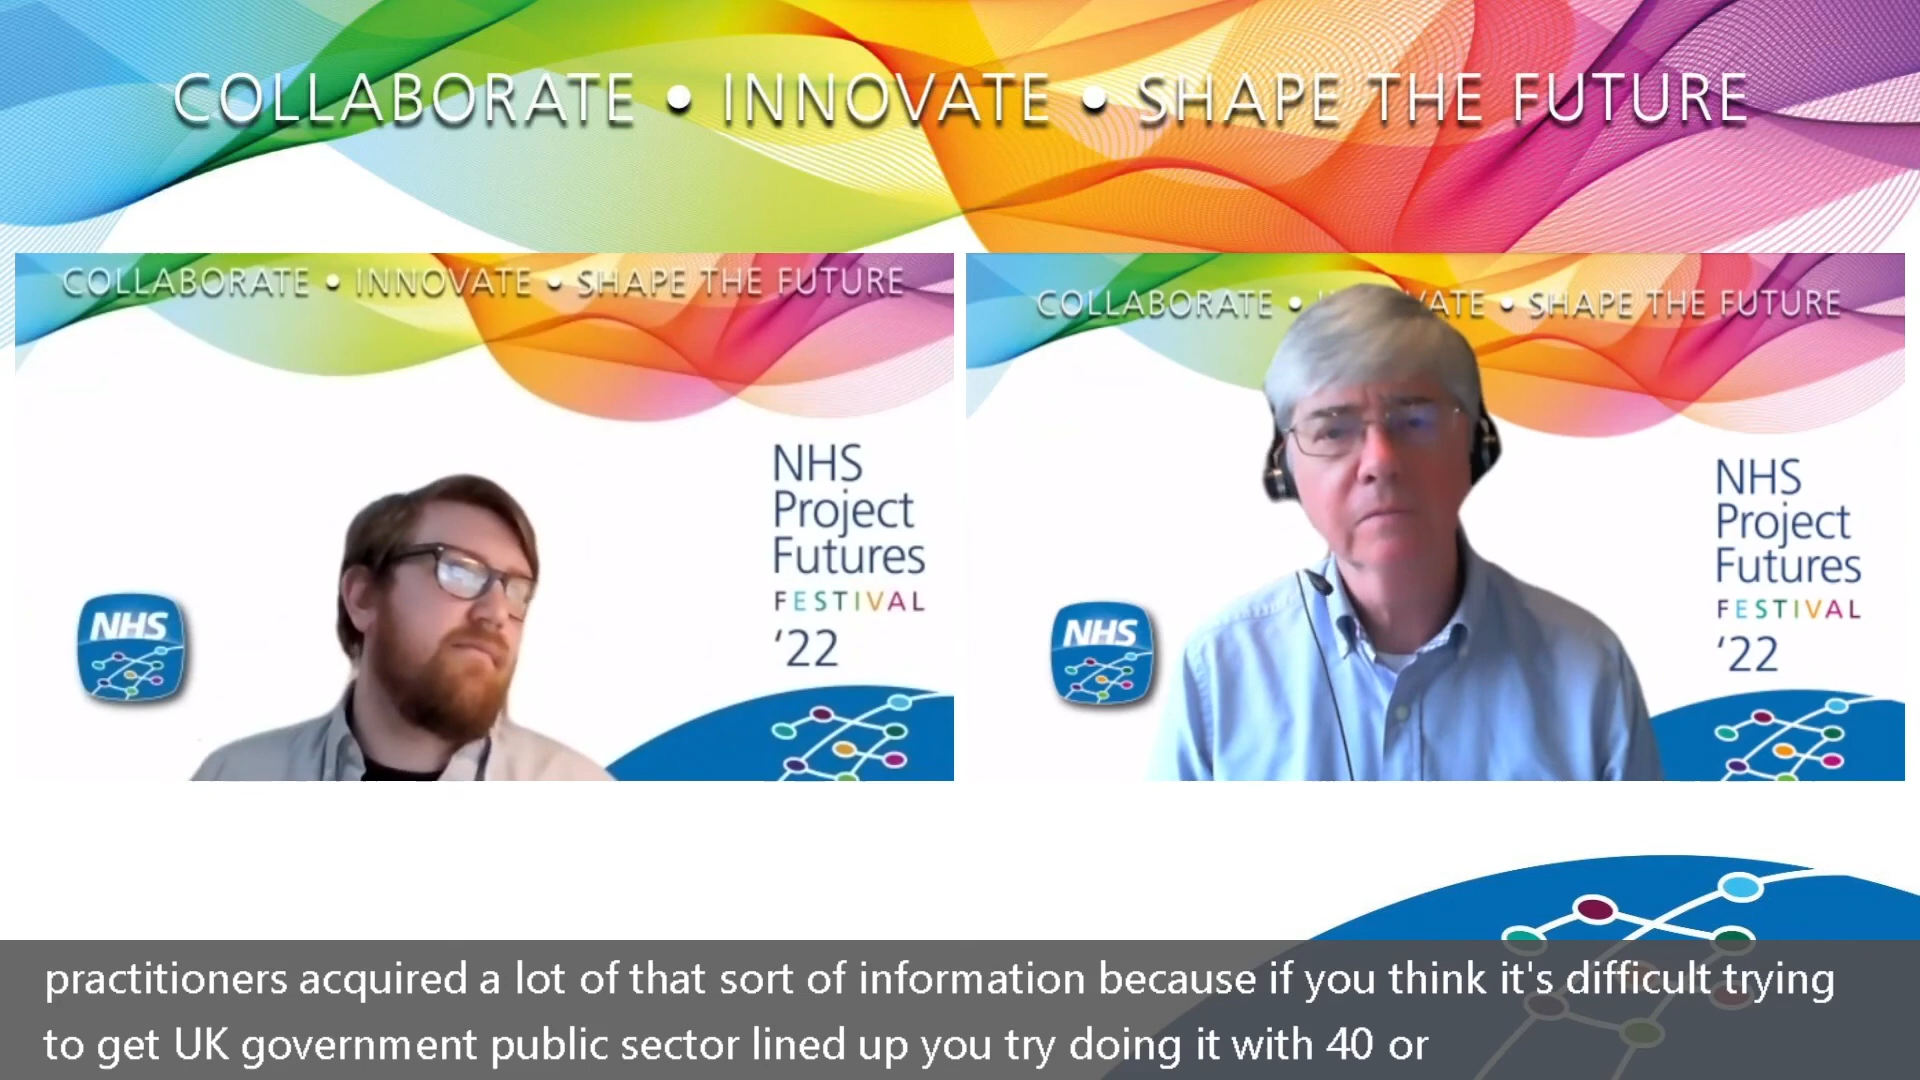 COLLABORATE • INNOVATE • SHAPE THE FUTURE
COLLABORATE • INNOVATE • SHAPE THE FUTURE
NHS
Project
Futures
FESTIVAL
'22
NHS
COLLABORATE • VATE • SHAPE THE FUTURE
NHS
Project
Futures
FESTIVAL
'22
NHS
practitioners acquired a lot of that sort of information because if you think it's difficult trying
to get UK government public sector lined up you try doing it with 40 or